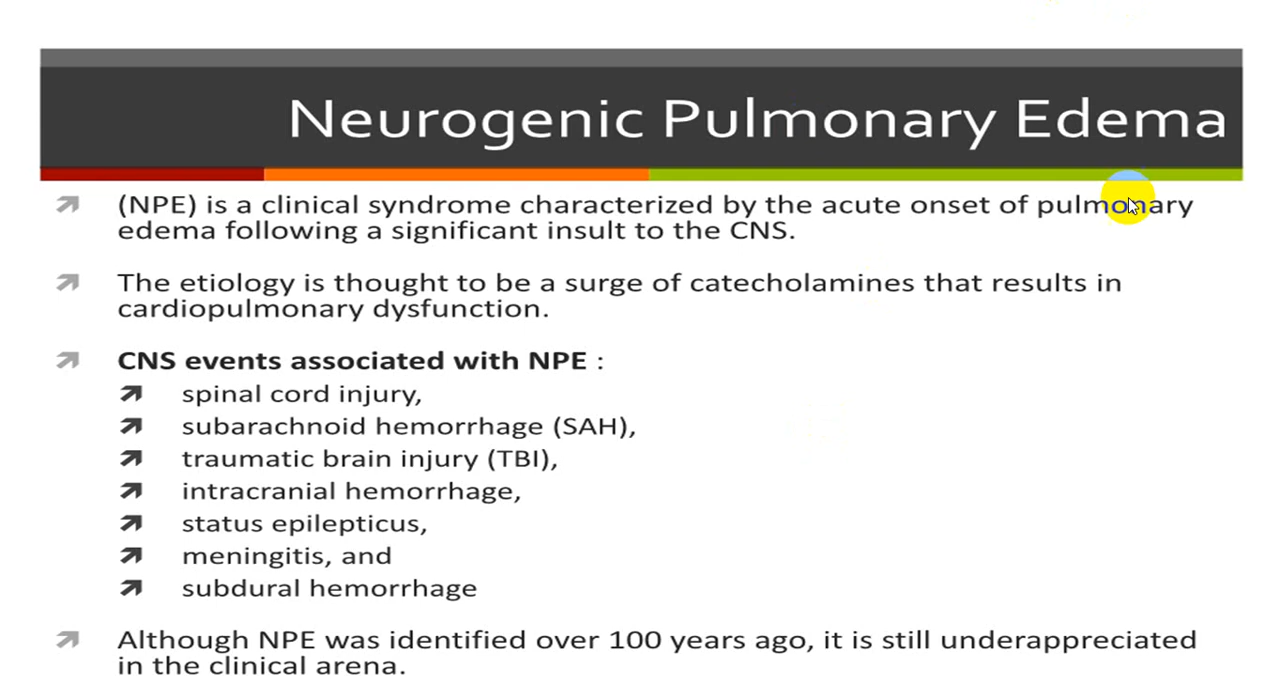 Neurogenic Pulmonary Edema
(NPE) is a clinical syndrome characterized by the acute onset of pulmonary
edema following a significant insult to the CNS.
The etiology is thought to be a surge of catecholamines that results in
cardiopulmonary dysfunction.
CNS events associated with NPE :
spinal cord injury,
subarachnoid hemorrhage (SAH),
traumatic brain injury (TBI),
intracranial hemorrhage,
status epilepticus,
meningitis, and
subdural hemorrhage
Although NPE was identified over 100 years ago, it is still underappreciated
in the clinical arena.